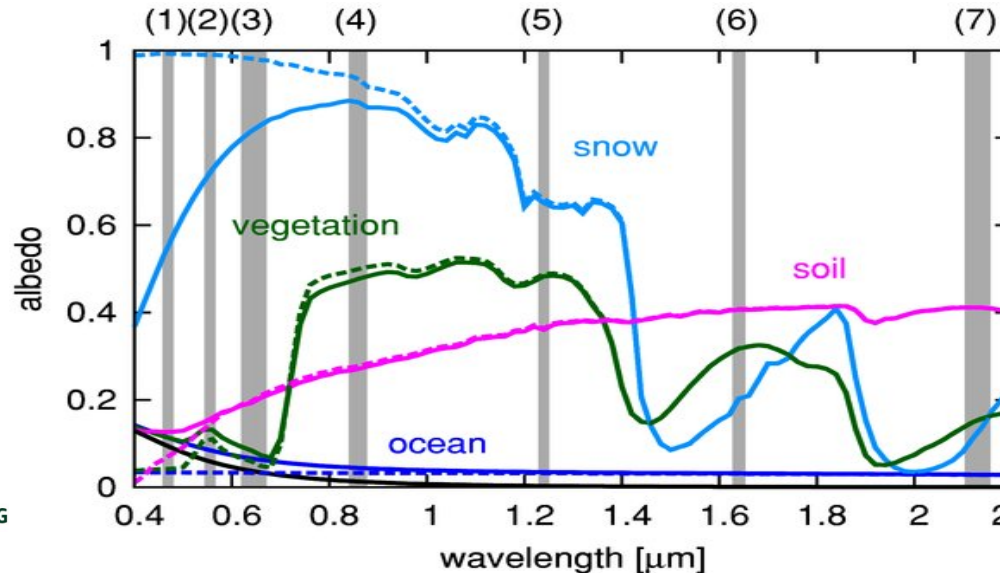 (1)(2)(3) (4) (5) (6) (7)
1
snow
0.8
vegetation
0.6
soil
albedo
0.4
0.2
ocean
0
G
0.4 0.6 0.8 1 1.2 1.4 1.6 1.8 2 2
wavelength [µm]